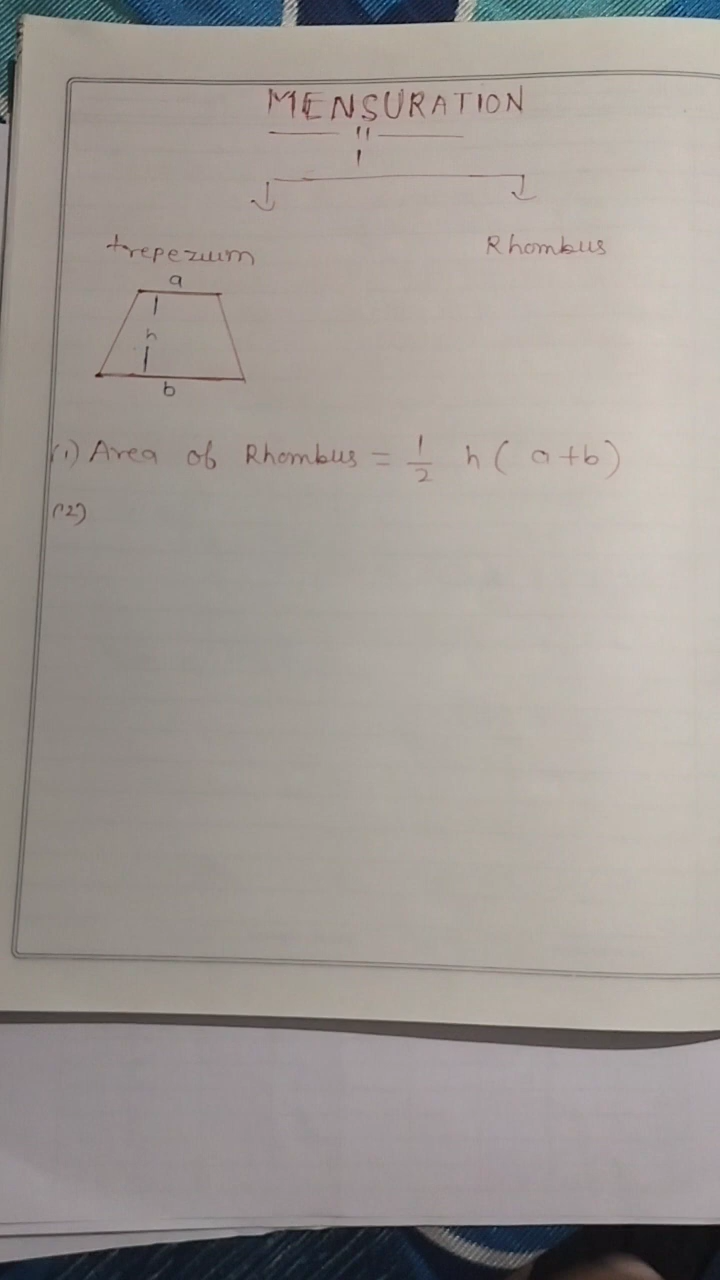 MENSURATION
trepezium
Rhombus
a
h
b
(1) Area of Rhombus = 1/2 h ( a+b)
(2)